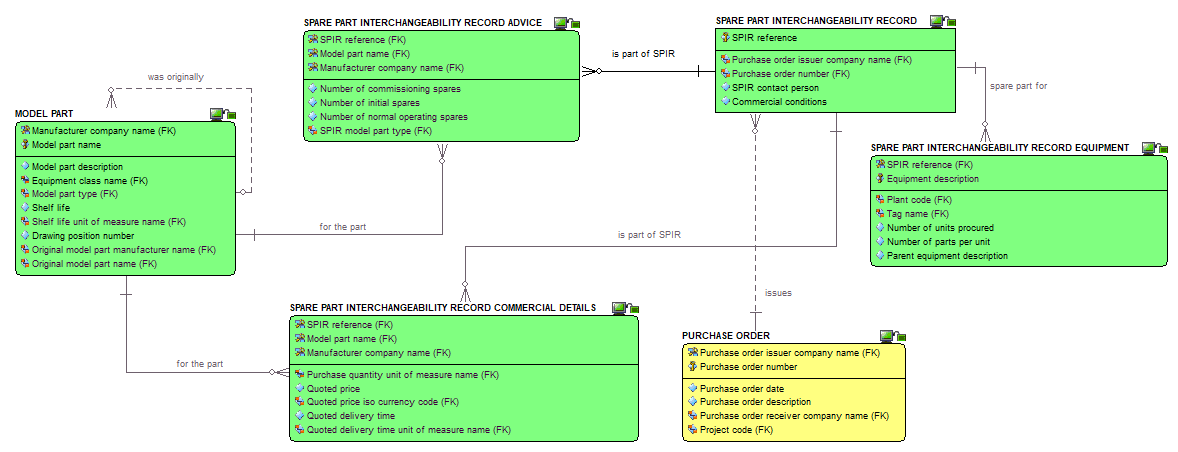 SPARE PART INTERCHANGEABILITY RECORD ADVICE
SPIR reference (FK)
Model part name (FK)
Manufacturer company name (FK)
Number of commissioning spares
Number of initial spares
Number of normal operating spares
SPIR model part type (FK)
is part of SPIR
SPARE PART INTERCHANGEABILITY RECORD
SPIR reference
Purchase order issuer company name (FK)
Purchase order number (FK)
SPIR contact person
Commercial conditions
spare part for
was originally
MODEL PART
Manufacturer company name (FK)
Model part name
Model part description
Equipment class name (FK)
Model part type (FK)
Shelf life
Shelf life unit of measure name (FK)
Drawing position number
Original model part manufacturer name (FK)
Original model part name (FK)
SPARE PART INTERCHANGEABILITY RECORD EQUIPMENT
SPIR reference (FK)
Equipment description
Plant code (FK)
Tag name (FK)
Number of units procured
Number of parts per unit
Parent equipment description
for the part
is part of SPIR
issues
SPARE PART INTERCHANGEABILITY RECORD COMMERCIAL DETAILS
SPIR reference (FK)
Model part name (FK)
Manufacturer company name (FK)
Purchase quantity unit of measure name (FK)
Quoted price
Quoted price iso currency code (FK)
Quoted delivery time
Quoted delivery time unit of measure name (FK)
for the part
PURCHASE ORDER
Purchase order issuer company name (FK)
Purchase order number
Purchase order date
Purchase order description
Purchase order receiver company name (FK)
Project code (FK)